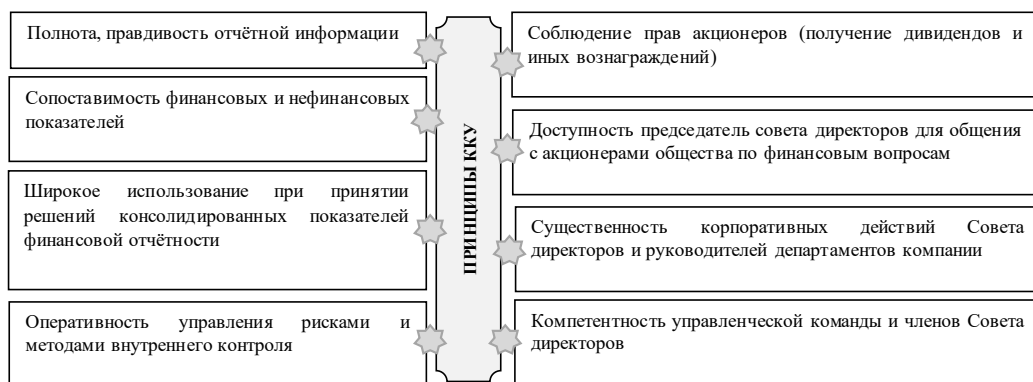 Полнота, правдивость отчётной информации
Сопоставимость финансовых и нефинансовых
показателей
Широкое использование при принятии
решений консолидированных показателей
финансовой отчётности
Оперативность управления рисками и
методами внутреннего контроля
ПРИНЦИПЫ ККУ
Соблюдение прав акционеров (получение дивидендов и
иных вознаграждений)
Доступность председатель совета директоров для общения
с акционерами общества по финансовым вопросам
Существенность корпоративных действий Совета
директоров и руководителей департаментов компании
Компетентность управленческой команды и членов Совета
директоров